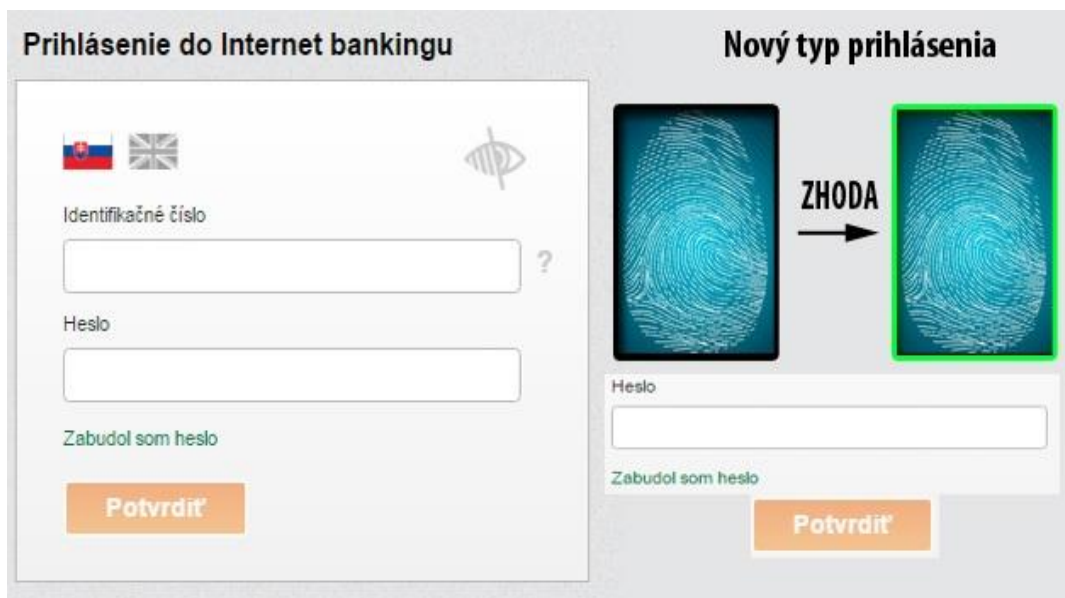 Prihlásenie do Internet bankingu
Identifikačné číslo
?
Heslo
Zabudol som heslo
Potvrdiť
Nový typ prihlásenia
ZHODA
Heslo
Zabudol som heslo
Potvrdiť